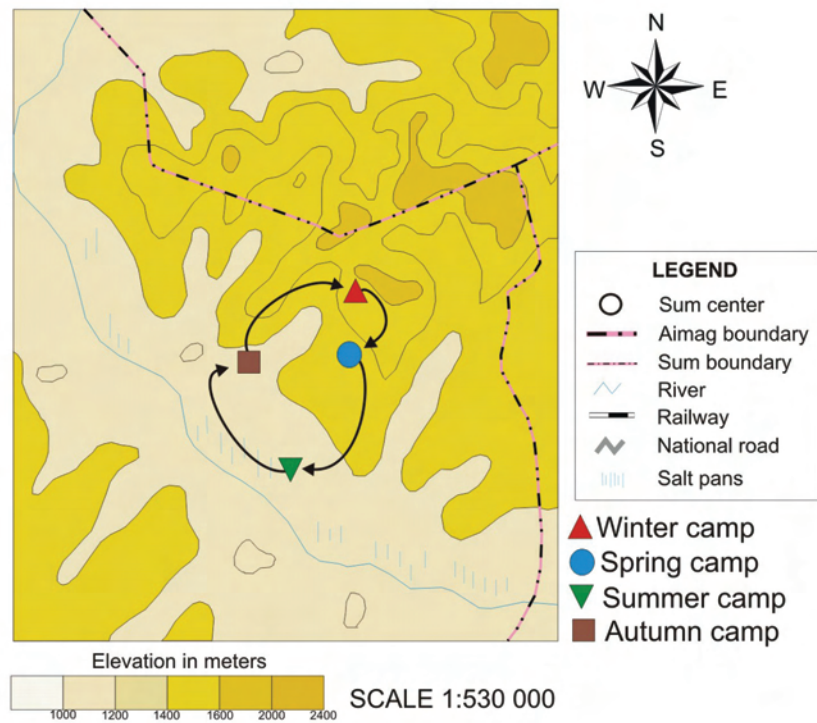 N
W E
S
LEGEND
Sum center
Aimag boundary
Sum boundary
River
Railway
National road
Salt pans
Winter camp
Spring camp
Summer camp
Autumn camp
Elevation in meters
1000 1200 1400 1600 2000 2400
SCALE 1:530 000